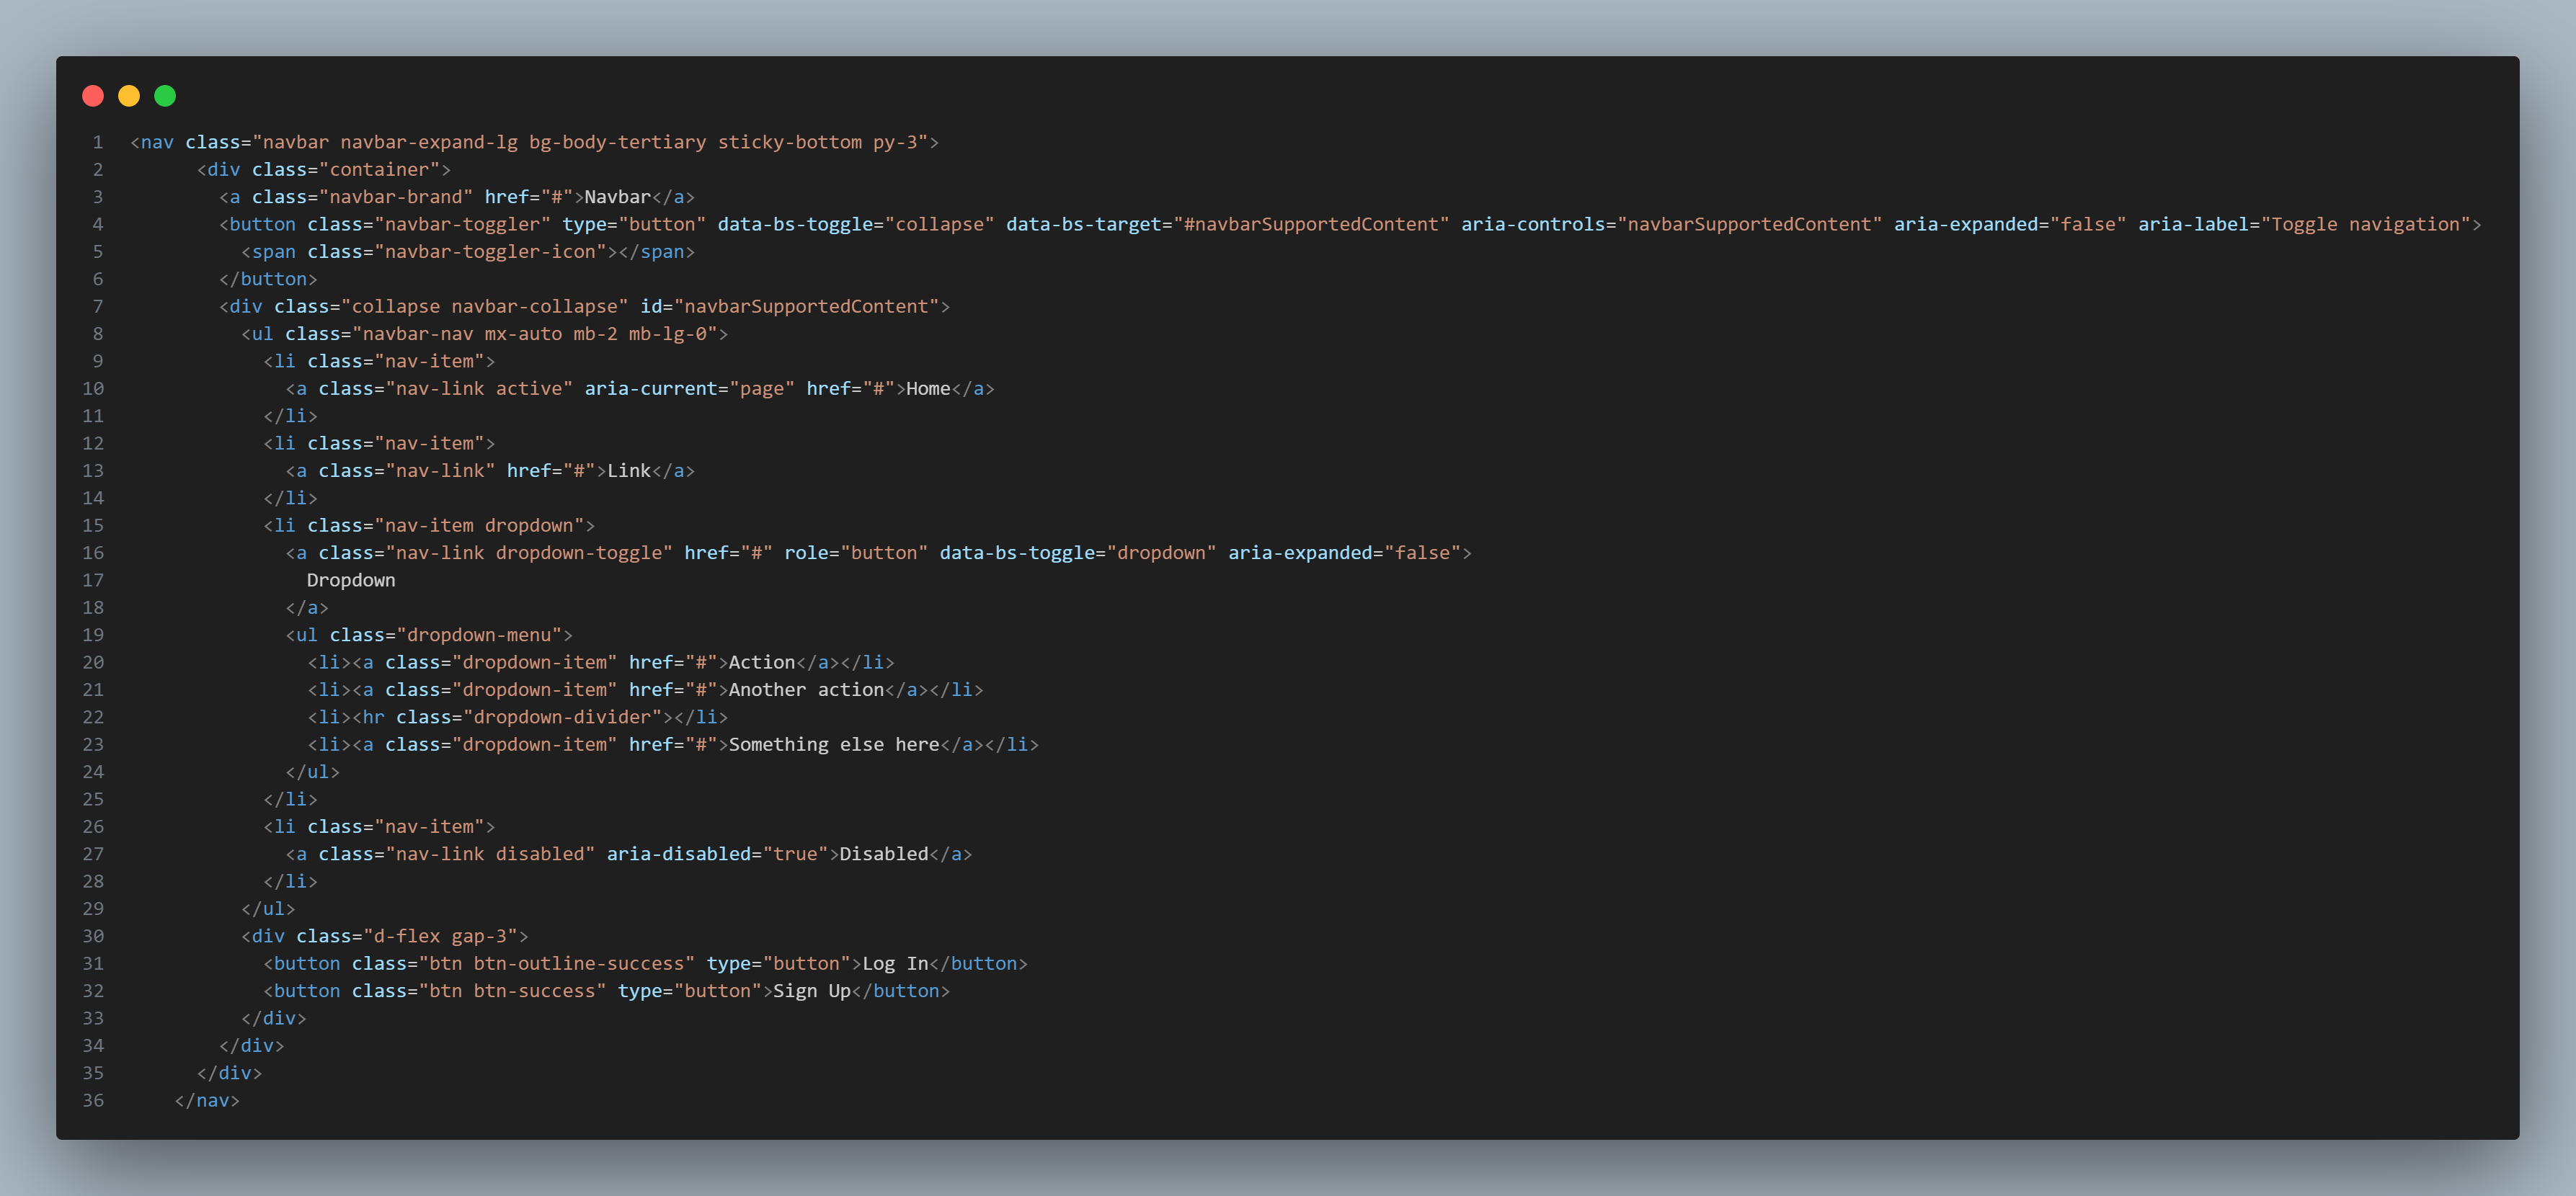 1 <nav class="navbar navbar-expand-lg bg-body-tertiary sticky-bottom py-3">
2 <div class="container">
3 <a class="navbar-brand" href="#">Navbar</a>
4 <button class="navbar-toggler" type="button" data-bs-toggle="collapse" data-bs-target="#navbarSupportedContent" aria-controls="navbarSupportedContent" aria-expanded="false" aria-label="Toggle navigation">
5 <span class="navbar-toggler-icon"></span>
6 </button>
7 <div class="collapse navbar-collapse" id="navbarSupportedContent">
8 <ul class="navbar-nav mx-auto mb-2 mb-lg-0">
9 <li class="nav-item">
10 <a class="nav-link active" aria-current="page" href="#">Home</a>
11 </li>
12 <li class="nav-item">
13 <a class="nav-link" href="#">Link</a>
14 </li>
15 <li class="nav-item dropdown">
16 <a class="nav-link dropdown-toggle" href="#" role="button" data-bs-toggle="dropdown" aria-expanded="false">
17 Dropdown
18 </a>
19 <ul class="dropdown-menu">
20 <li><a class="dropdown-item" href="#">Action</a></li>
21 <li><a class="dropdown-item" href="#">Another action</a></li>
22 <li><hr class="dropdown-divider"></li>
23 <li><a class="dropdown-item" href="#">Something else here</a></li>
24 </ul>
25 </li>
26 <li class="nav-item">
27 <a class="nav-link disabled" aria-disabled="true">Disabled</a>
28 </li>
29 </ul>
30 <div class="d-flex gap-3">
31 <button class="btn btn-outline-success" type="button">Log In</button>
32 <button class="btn btn-success" type="button">Sign Up</button>
33 </div>
34 </div>
35 </div>
36 </nav>